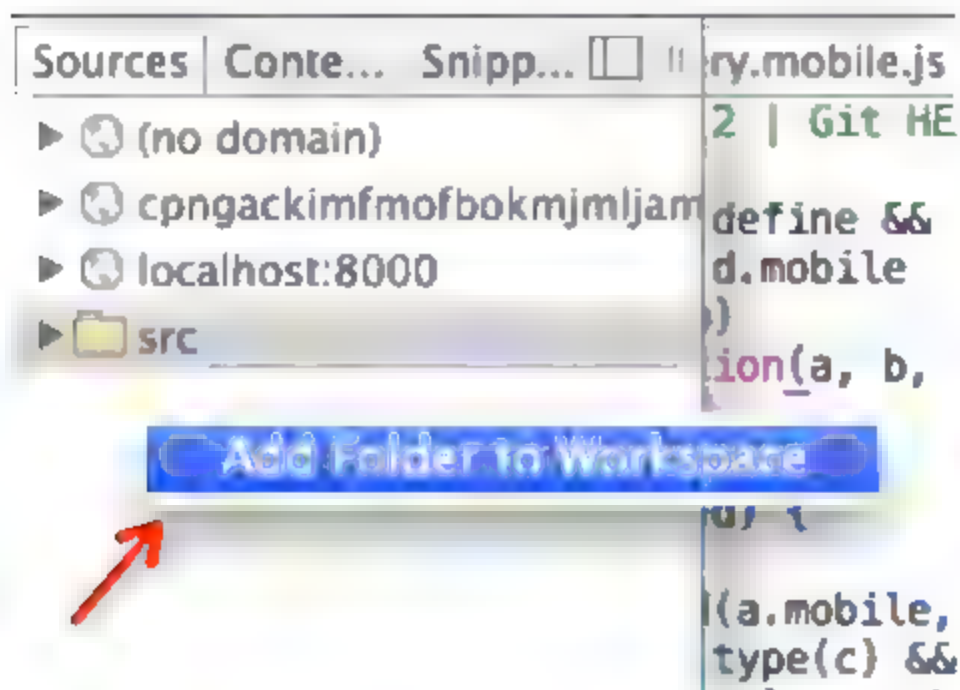 Sources Conte... Snipp... ry.mobile.js
(no domain)
cpngackimfmofbokmjmljam
localhost:8000
src
Add Folder to Workspace
2 | Git HE
define &&
d.mobile
)
ion(a, b,
d) {
(a.mobile,
type(c) &&